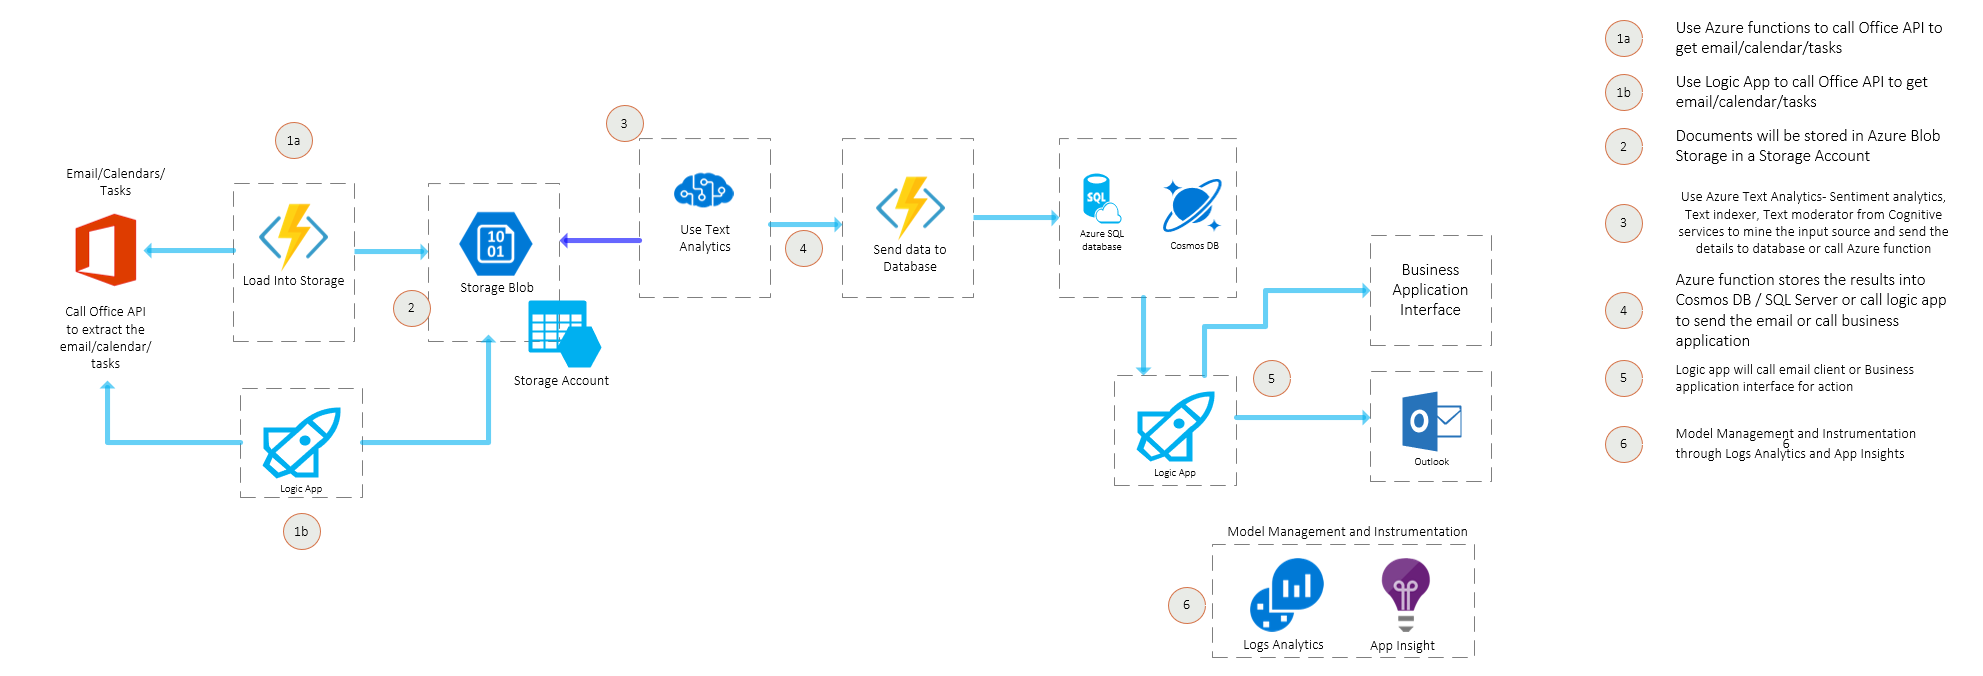 Email/Calendars/
Tasks
Call Office API
to extract the
email/calendar/
tasks
1a
Load Into Storage
Logic App
1b
2
10
01
Storage Blob
Storage Account
3
Use Text
Analytics
4
Send data to
Database
SQL
Azure SQL
database
Cosmos DB
Logic App
5
Business
Application
Interface
O
Outlook
Model Management and Instrumentation
6
Logs Analytics
App Insight
1a
Use Azure functions to call Office API to
get email/calendar/tasks
1b
Use Logic App to call Office API to get
email/calendar/tasks
2
Documents will be stored in Azure Blob
Storage in a Storage Account
3
Use Azure Text Analytics- Sentiment analytics,
Text indexer, Text moderator from Cognitive
services to mine the input source and send the
details to database or call Azure function
4
Azure function stores the results into
Cosmos DB / SQL Server or call logic app
to send the email or call business
application
5
Logic app will call email client or Business
application interface for action
6
Model Management and Instrumentation
6
through Logs Analytics and App Insights